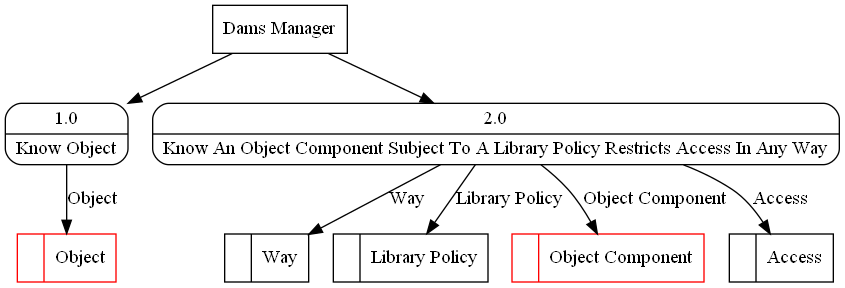 Dams Manager
1.0
Know Object
2.0
Know An Object Component Subject To A Library Policy Restricts Access In Any Way
Object
Way
Library Policy
Object Component
Access
Object
Way
Library Policy
Object Component
Access